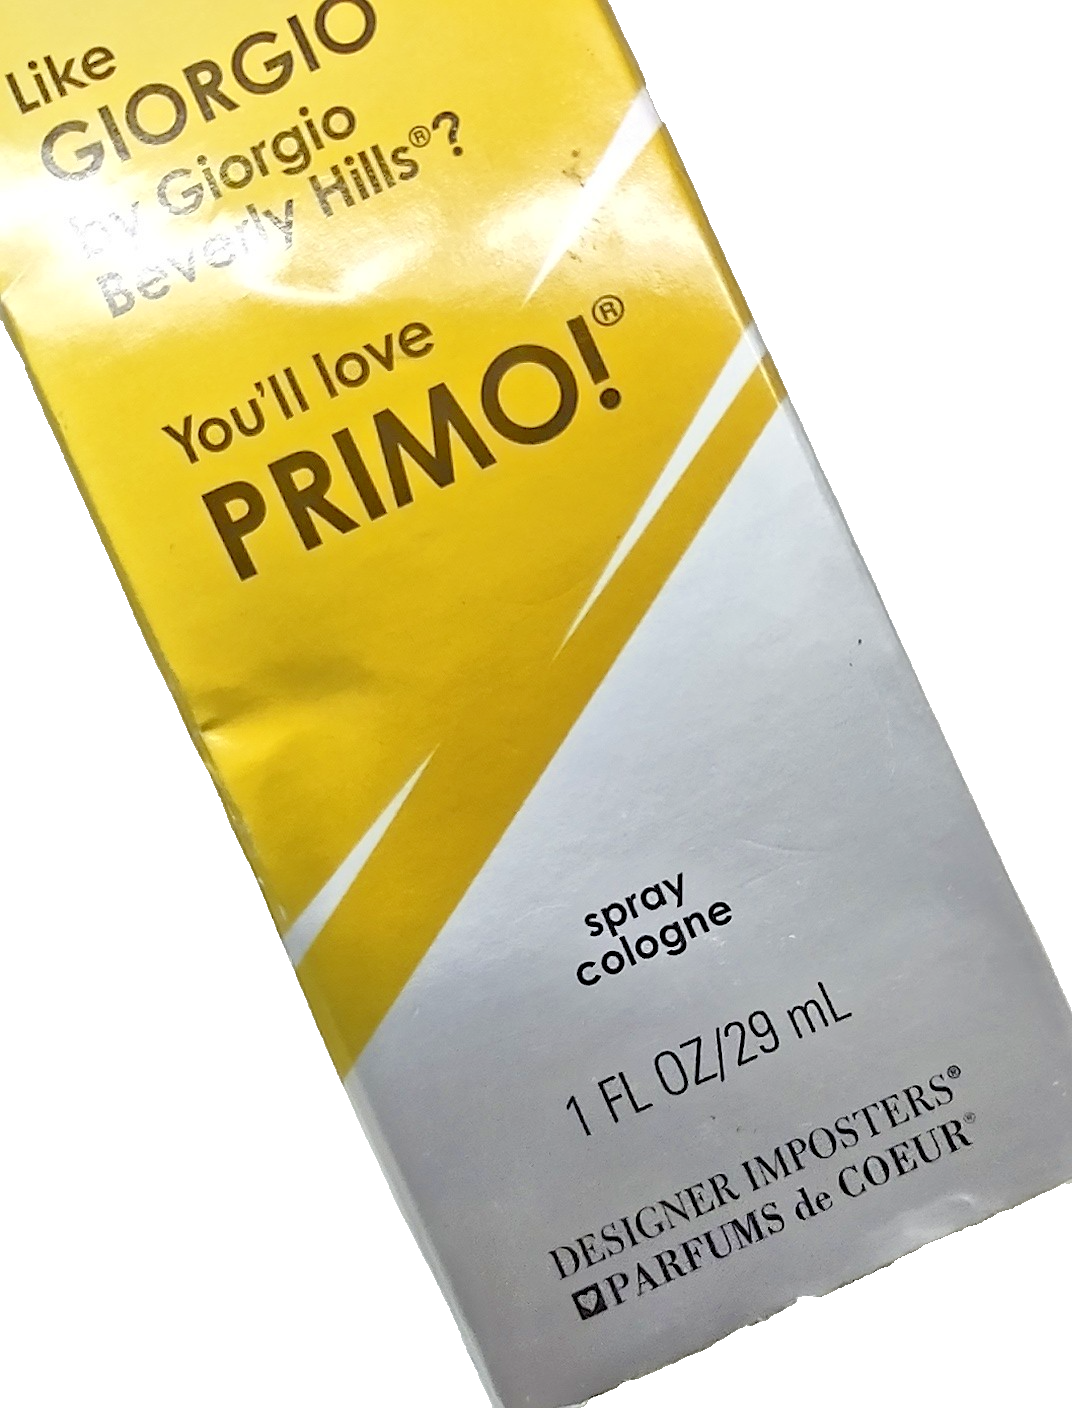 Like
GIORGIO
by Giorgio
Beverly Hills®?
You'll love
PRIMO!®
spray
cologne
1 FL OZ/29 mL
DESIGNER IMPOSTERS®
PARFUMS de COEUR®